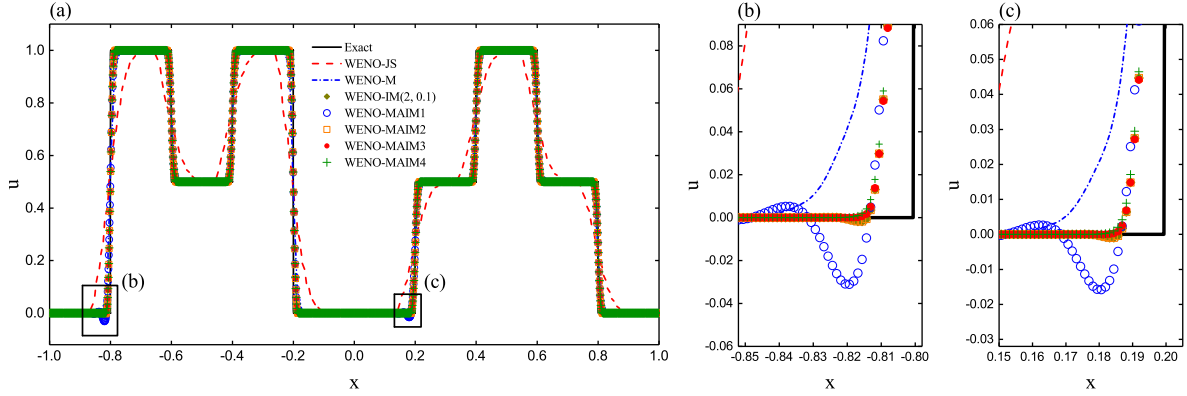 (a)
1.0
0.8
0.6
0.4
0.2
0.0
u
-1.0 -0.8 -0.6 -0.4 -0.2 0.0 0.2 0.4 0.6 0.8 1.0
x
Exact
WENO-JS
WENO-M
WENO-IM(2, 0.1)
WENO-MAIM1
WENO-MAIM2
WENO-MAIM3
WENO-MAIM4
(b)
(c)
(b)
0.08
0.06
0.04
0.02
0.00
-0.02
-0.04
-0.06
u
-0.85 -0.84 -0.83 -0.82 -0.81 -0.80
x
(c)
0.06
0.05
0.04
0.03
0.02
0.01
0.00
-0.01
-0.02
-0.03
u
0.15 0.16 0.17 0.18 0.19 0.20
x